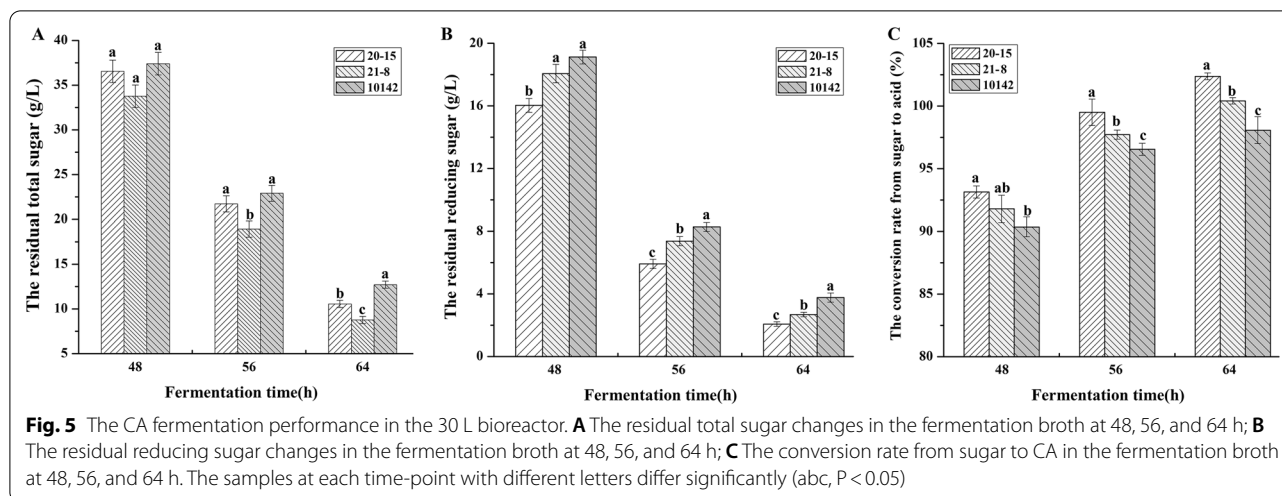 A
The residual total sugar (g/L)
40
35
30
25
20
15
10
5
20-15
21-8
10142
a a a
a b a
b c a
48 56 64
Fermentation time(h)
B
The residual reducing sugar (g/L)
20
16
12
8
4
0
20-15
21-8
10142
b a a
c b a
c b a
48 56 64
Fermentation time(h)
C
The conversion rate from sugar to acid (%)
105
100
95
90
85
80
20-15
21-8
10142
a ab b
a b c
a b c
48 56 64
Fermentation time(h)
Fig. 5 The CA fermentation performance in the 30 L bioreactor. A The residual total sugar changes in the fermentation broth at 48, 56, and 64 h; B
The residual reducing sugar changes in the fermentation broth at 48, 56, and 64 h; C The conversion rate from sugar to CA in the fermentation broth
at 48, 56, and 64 h. The samples at each time-point with different letters differ significantly (abc, P < 0.05)